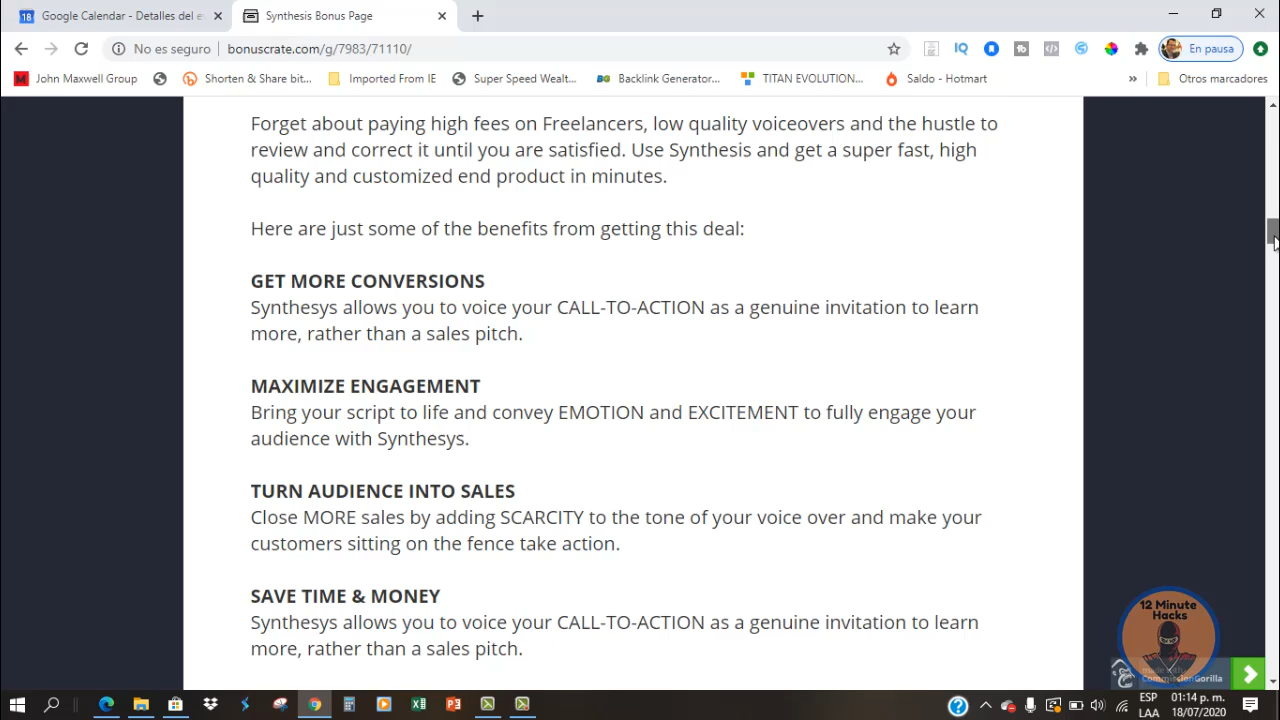 Google Calendar - Detalles del e
Synthesis Bonus Page
No es seguro
bonuscrate.com/g/7983/71110/
IQ
En pausa
John Maxwell Group
Shorten & Share bit...
Imported From IE
Super Speed Wealt...
Backlink Generator...
TITAN EVOLUTION...
Saldo - Hotmart
»
Otros marcadores
Forget about paying high fees on Freelancers, low quality voiceovers and the hustle to
review and correct it until you are satisfied. Use Synthesis and get a super fast, high
quality and customized end product in minutes.
Here are just some of the benefits from getting this deal:
GET MORE CONVERSIONS
Synthesys allows you to voice your CALL-TO-ACTION as a genuine invitation to learn
more, rather than a sales pitch.
MAXIMIZE ENGAGEMENT
Bring your script to life and convey EMOTION and EXCITEMENT to fully engage your
audience with Synthesys.
TURN AUDIENCE INTO SALES
Close MORE sales by adding SCARCITY to the tone of your voice over and make your
customers sitting on the fence take action.
SAVE TIME & MONEY
Synthesys allows you to voice your CALL-TO-ACTION as a genuine invitation to learn
more, rather than a sales pitch.
12 Minute
Hacks
CommissionGorilla
ESP
LAA
01:14 p. m.
18/07/2020